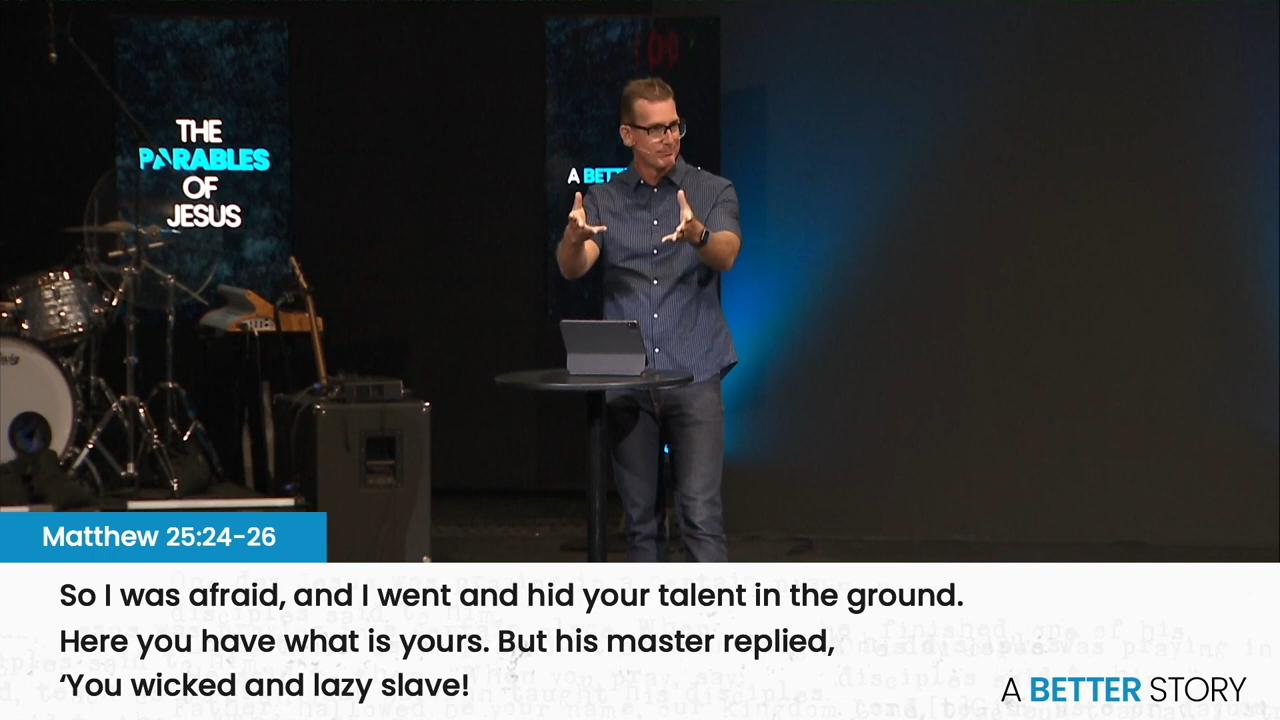 THE
PARABLES
OF
JESUS
A BETT
Matthew 25:24-26
So I was afraid, and I went and hid your talent in the ground.
Here you have what is yours. But his master replied,
‘You wicked and lazy slave!
A BETTER STORY